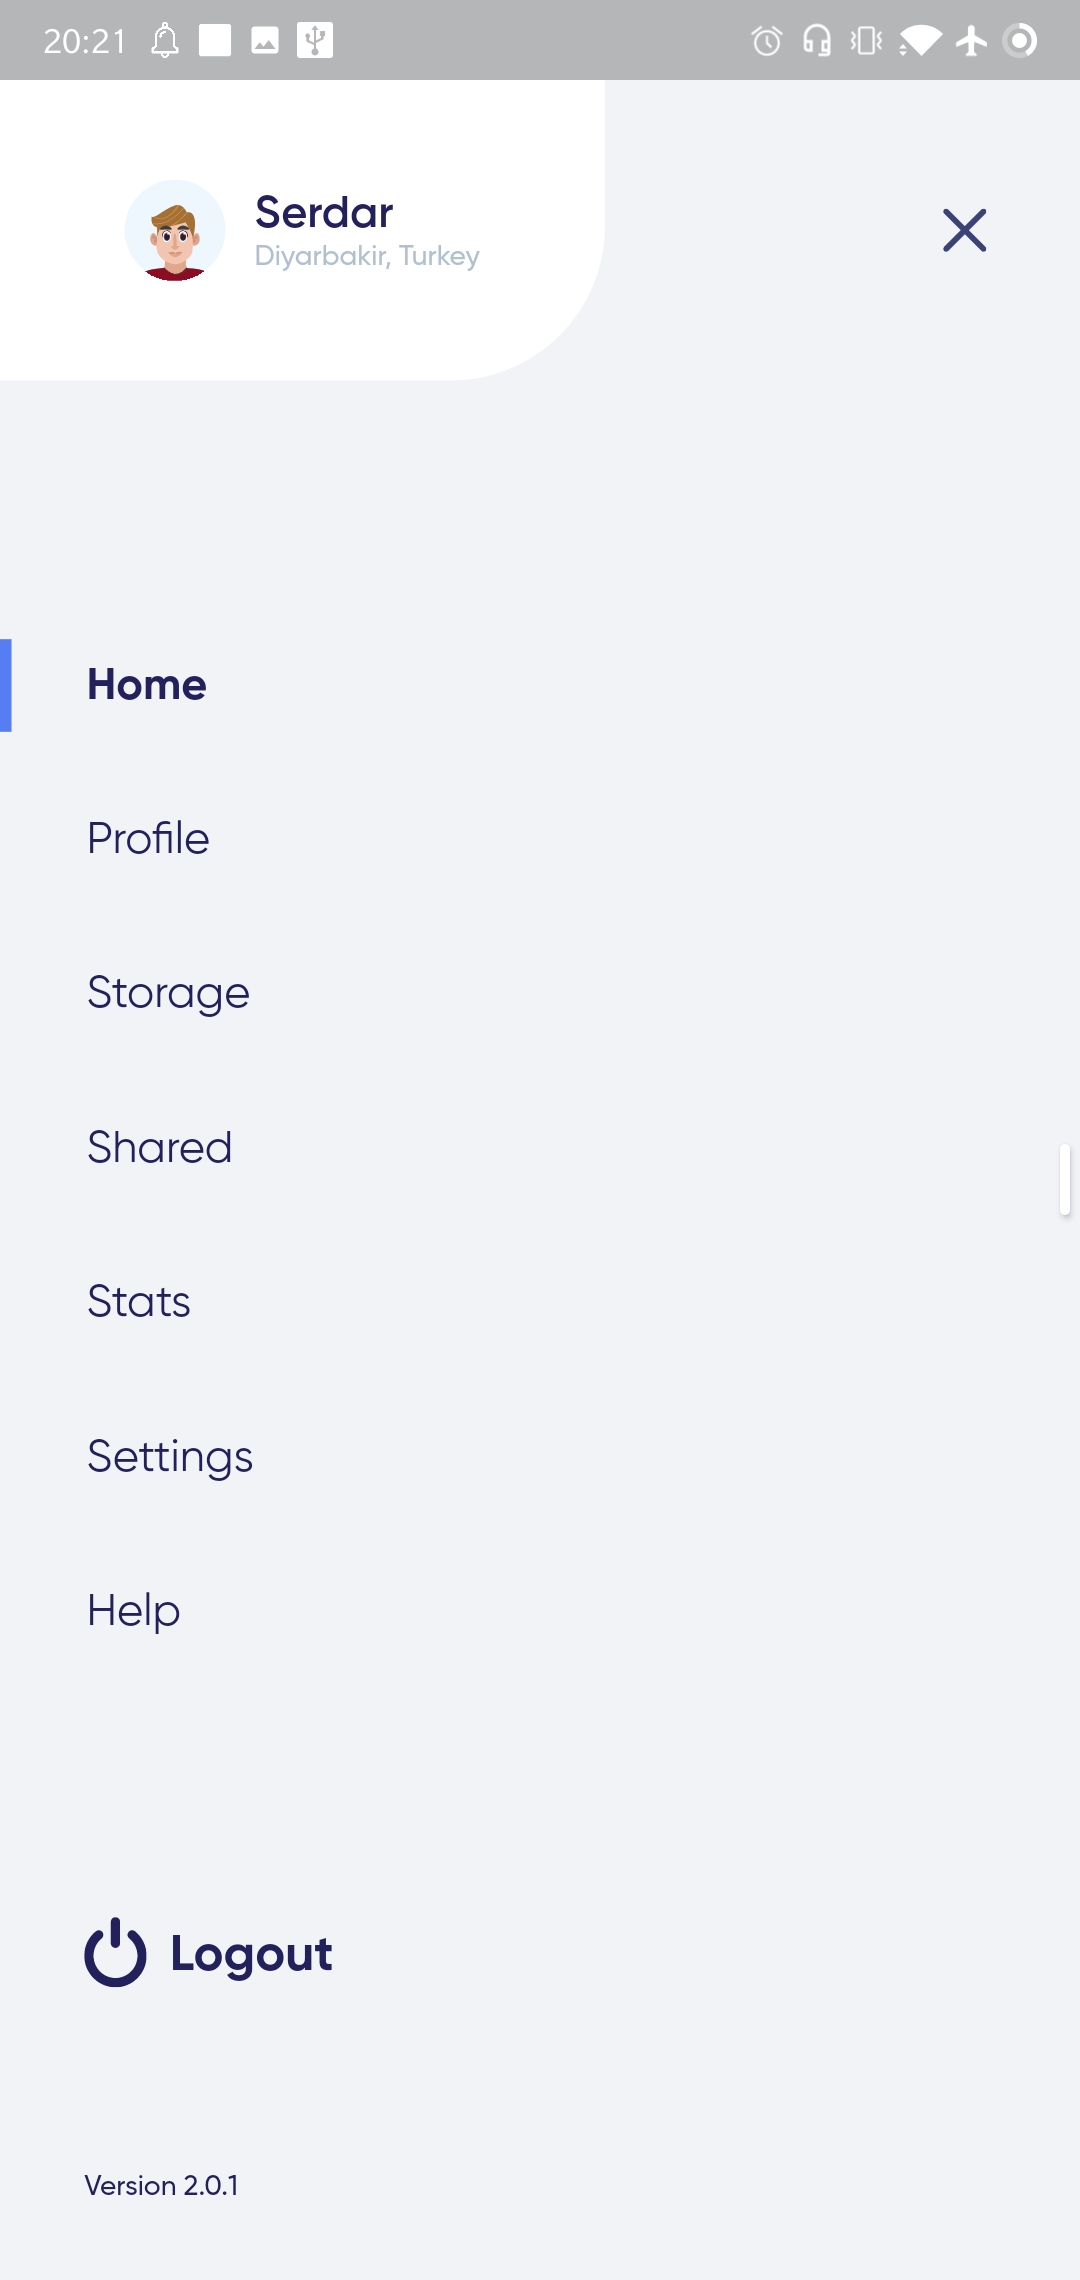 20:21
Serdar
Diyarbakir, Turkey
Home
Profile
Storage
Shared
Stats
Settings
Help
Logout
Version 2.0.1